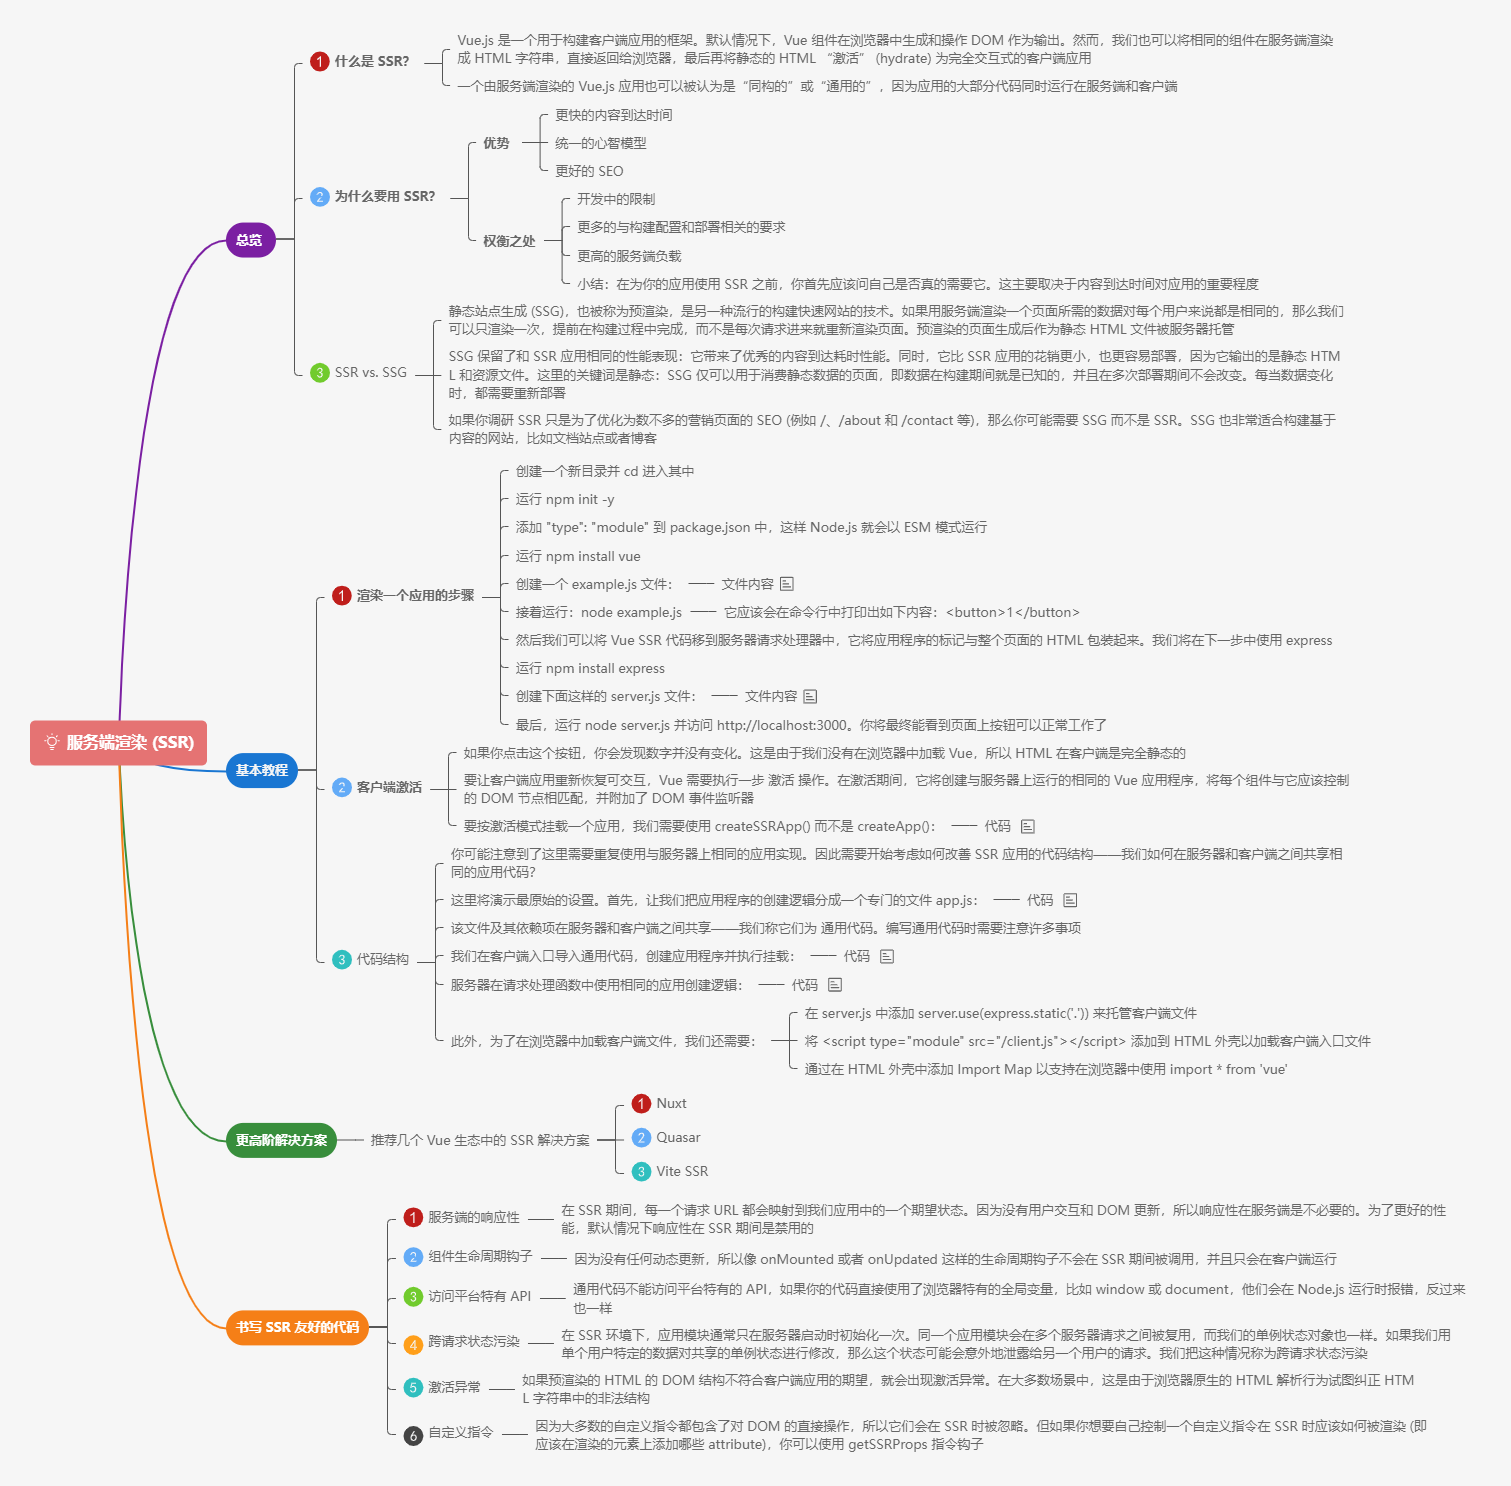 服务端渲染 (SSR)
总览
1 什么是 SSR?
Vue.js 是一个用于构建客户端应用的框架。默认情况下，Vue 组件在浏览器中生成和操作 DOM 作为输出。然而，我们也可以将相同的组件在服务端渲染
成 HTML 字符串，直接返回给浏览器，最后再将静态的 HTML “激活” (hydrate) 为完全交互式的客户端应用
一个由服务端渲染的 Vue.js 应用也可以被认为是“同构的”或“通用的”，因为应用的大部分代码同时运行在服务端和客户端
2 为什么要用 SSR?
优势
更快的内容到达时间
统一的心智模型
更好的 SEO
权衡之处
开发中的限制
更多的与构建配置和部署相关的要求
更高的服务端负载
小结：在为你的应用使用 SSR 之前，你首先应该问自己是否真的需要它。这主要取决于内容到达时间对应用的重要程度
3 SSR vs. SSG
静态站点生成 (SSG)，也被称为预渲染，是另一种流行的构建快速网站的技术。如果用服务端渲染一个页面所需的数据对每个用户来说都是相同的，那么我们
可以只渲染一次，提前在构建过程中完成，而不是每次请求进来就重新渲染页面。预渲染的页面生成后作为静态 HTML 文件被服务器托管
SSG 保留了和 SSR 应用相同的性能表现：它带来了优秀的内容到达耗时性能。同时，它比 SSR 应用的花销更小，也更容易部署，因为它输出的是静态 HTM
L 和资源文件。这里的关键词是静态：SSG 仅可以用于消费静态数据的页面，即数据在构建期间就是已知的，并且在多次部署期间不会改变。每当数据变化
时，都需要重新部署
如果你调研 SSR 只是为了优化为数不多的营销页面的 SEO (例如 /、/about 和 /contact 等)，那么你可能需要 SSG 而不是 SSR。SSG 也非常适合构建基于
内容的网站，比如文档站点或者博客
基本教程
1 渲染一个应用的步骤
创建一个新目录并 cd 进入其中
运行 npm init -y
添加 "type": "module" 到 package.json 中，这样 Node.js 就会以 ESM 模式运行
运行 npm install vue
创建一个 example.js 文件： 文件内容
接着运行：node example.js 它应该会在命令行中打印出如下内容：<button>1</button>
然后我们可以将 Vue SSR 代码移到服务器请求处理器中，它将应用程序的标记与整个页面的 HTML 包装起来。我们将在下一步中使用 express
运行 npm install express
创建下面这样的 server.js 文件： 文件内容
最后，运行 node server.js 并访问 http://localhost:3000。你将最终能看到页面上按钮可以正常工作了
2 客户端激活
如果你点击这个按钮，你会发现数字并没有变化。这是由于我们没有在浏览器中加载 Vue，所以 HTML 在客户端是完全静态的
要让客户端应用重新恢复可交互，Vue 需要执行一步 激活 操作。在激活期间，它将创建与服务器上运行的相同的 Vue 应用程序，将每个组件与它应该控制
的 DOM 节点相匹配，并附加了 DOM 事件监听器
要按激活模式挂载一个应用，我们需要使用 createSSRApp() 而不是 createApp()： 代码
3 代码结构
你可能注意到了这里需要重复使用与服务器上相同的应用实现。因此需要开始考虑如何改善 SSR 应用的代码结构——我们如何在服务器和客户端之间共享相
同的应用代码？
这里将演示最原始的设置。首先，让我们把应用程序的创建逻辑分成一个专门的文件 app.js： 代码
该文件及其依赖项在服务器和客户端之间共享——我们称它们为 通用代码。编写通用代码时需要注意许多事项
我们在客户端入口导入通用代码，创建应用程序并执行挂载： 代码
服务器在请求处理函数中使用相同的应用创建逻辑： 代码
此外，为了在浏览器中加载客户端文件，我们还需要：
在 server.js 中添加 server.use(express.static('.')) 来托管客户端文件
将 <script type="module" src="/client.js"></script> 添加到 HTML 外壳以加载客户端入口文件
通过在 HTML 外壳中添加 Import Map 以支持在浏览器中使用 import * from 'vue'
更高阶解决方案
推荐几个 Vue 生态中的 SSR 解决方案
1 Nuxt
2 Quasar
3 Vite SSR
书写 SSR 友好的代码
1 服务端的响应性
在 SSR 期间，每一个请求 URL 都会映射到我们应用中的一个期望状态。因为没有用户交互和 DOM 更新，所以响应性在服务端是不必要的。为了更好的性
能，默认情况下响应性在 SSR 期间是禁用的
2 组件生命周期钩子
因为没有任何动态更新，所以像 onMounted 或者 onUpdated 这样的生命周期钩子不会在 SSR 期间被调用，并且只会在客户端运行
3 访问平台特有 API
通用代码不能访问平台特有的 API，如果你的代码直接使用了浏览器特有的全局变量，比如 window 或 document，他们会在 Node.js 运行时报错，反过来
也一样
4 跨请求状态污染
在 SSR 环境下，应用模块通常只在服务器启动时初始化一次。同一个应用模块会在多个服务器请求之间被复用，而我们的单例状态对象也一样。如果我们用
单个用户特定的数据对共享的单例状态进行修改，那么这个状态可能会意外地泄露给另一个用户的请求。我们把这种情况称为跨请求状态污染
5 激活异常
如果预渲染的 HTML 的 DOM 结构不符合客户端应用的期望，就会出现激活异常。在大多数场景中，这是由于浏览器原生的 HTML 解析行为试图纠正 HTM
L 字符串中的非法结构
6 自定义指令
因为大多数的自定义指令都包含了对 DOM 的直接操作，所以它们会在 SSR 时被忽略。但如果你想要自己控制一个自定义指令在 SSR 时应该如何被渲染 (即
应该在渲染的元素上添加哪些 attribute)，你可以使用 getSSRProps 指令钩子